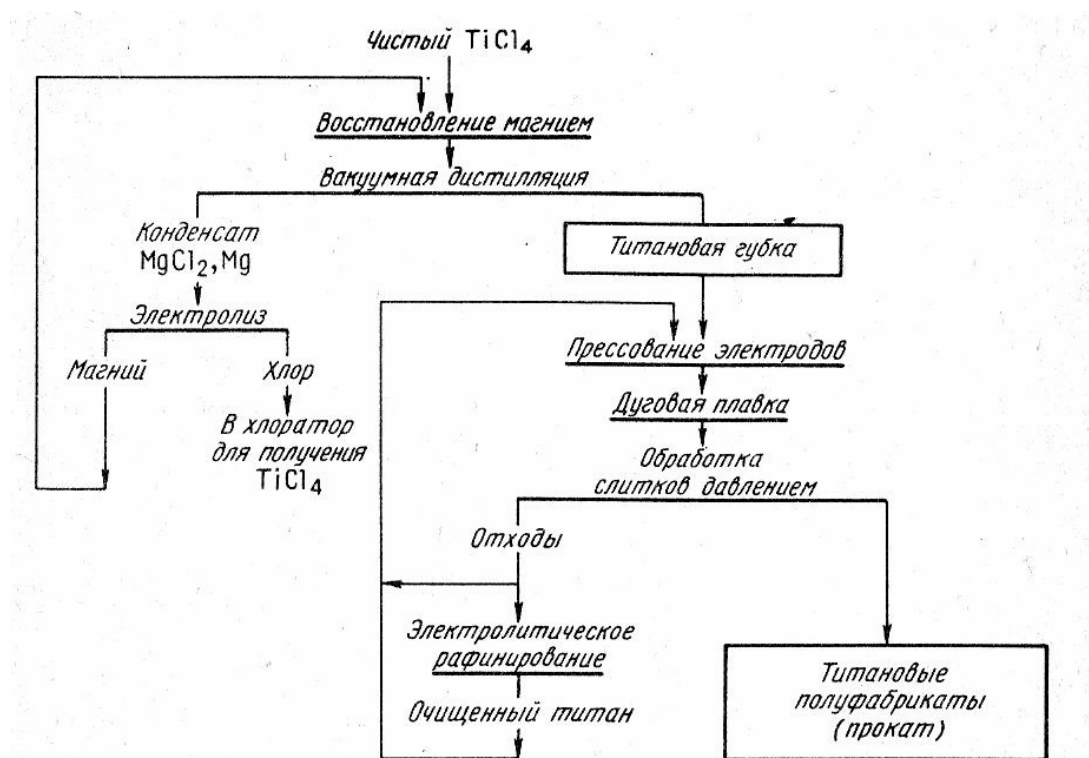 Чистый TiCl₄
Восстановление магнием
Вакуумная дистилляция
Конденсат
MgCl₂, Mg
Титановая губка
Электролиз
Магний
Хлор
В хлоратор
для получения
TiCl₄
Прессование электродов
Дуговая плавка
Обработка
слитков давлением
Отходы
Электролитическое
рафинирование
Очищенный титан
Титановые
полуфабрикаты
(прокат)